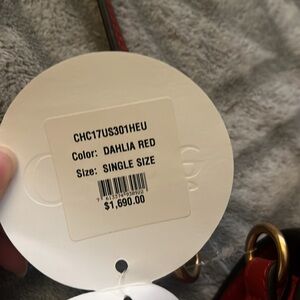 CHC17US301HEU
Color: DAHLIA RED
Size: SINGLE SIZE
$1,690.00